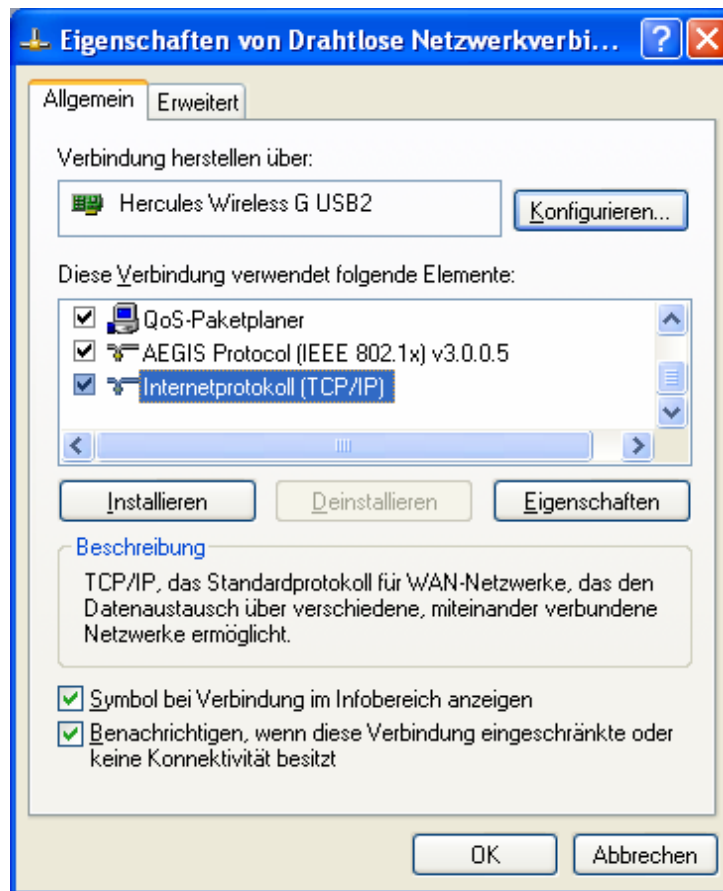 Eigenschaften von Drahtlose Netzwerkverbi...
Allgemein
Erweitert
Verbindung herstellen über:
Hercules Wireless G USB2
Konfigurieren...
Diese Verbindung verwendet folgende Elemente:
QoS-Paketplaner
AEGIS Protocol (IEEE 802.1x) v3.0.0.5
Internetprotokoll (TCP/IP)
Installieren
Deinstallieren
Eigenschaften
Beschreibung
TCP/IP, das Standardprotokoll für WAN-Netzwerke, das den
Datenaustausch über verschiedene, miteinander verbundene
Netzwerke ermöglicht.
Symbol bei Verbindung im Infobereich anzeigen
Benachrichtigen, wenn diese Verbindung eingeschränkte oder
keine Konnektivität besitzt
OK
Abbrechen